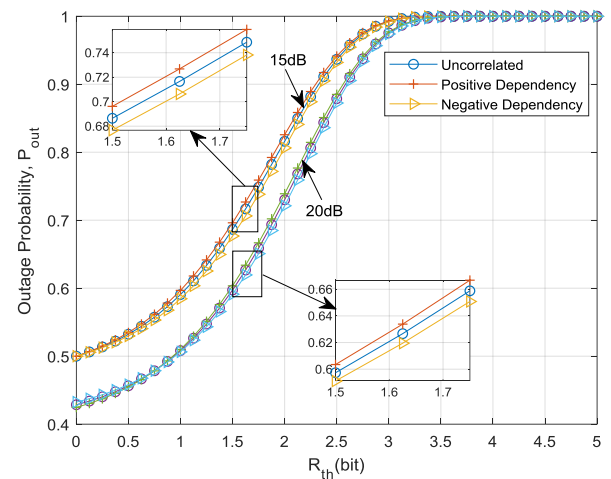 1
0.9
0.8
0.7
0.6
0.5
0.4
Outage Probability, P_out
0 0.5 1.0 1.5 2 2.5 3.0 3.5 4.0 4.5 5
R_th(bit)
0.74
0.72
0.7
0.68
1.5 1.6 1.7
15dB
20dB
Uncorrelated
Positive Dependency
Negative Dependency
0.66
0.64
0.62
0.6
1.5 1.6 1.7